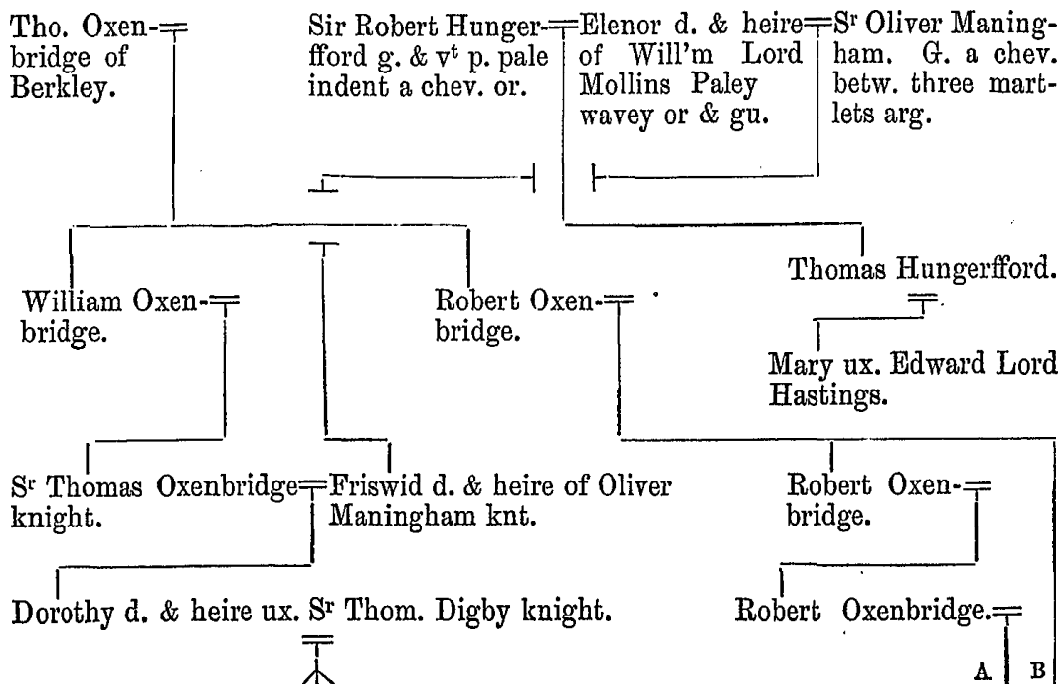 Tho. Oxen-
bridge of
Berkley.
Sir Robert Hunger-
fford g. & vᵗ p. pale
indent a chev. or.
Elenor d. & heire
of Will'm Lord
Mollins Paley
wavey or & gu.
Sʳ Oliver Maning-
ham. G. a chev.
betw. three mart-
lets arg.
Thomas Hungerfford.
William Oxen-
bridge.
Robert Oxen-
bridge.
Mary ux. Edward Lord
Hastings.
Sʳ Thomas Oxenbridge
knight.
Friswid d. & heire of Oliver
Maningham knt.
Robert Oxen-
bridge.
Dorothy d. & heire ux. Sʳ Thom. Digby knight.
Robert Oxenbridge.
A B